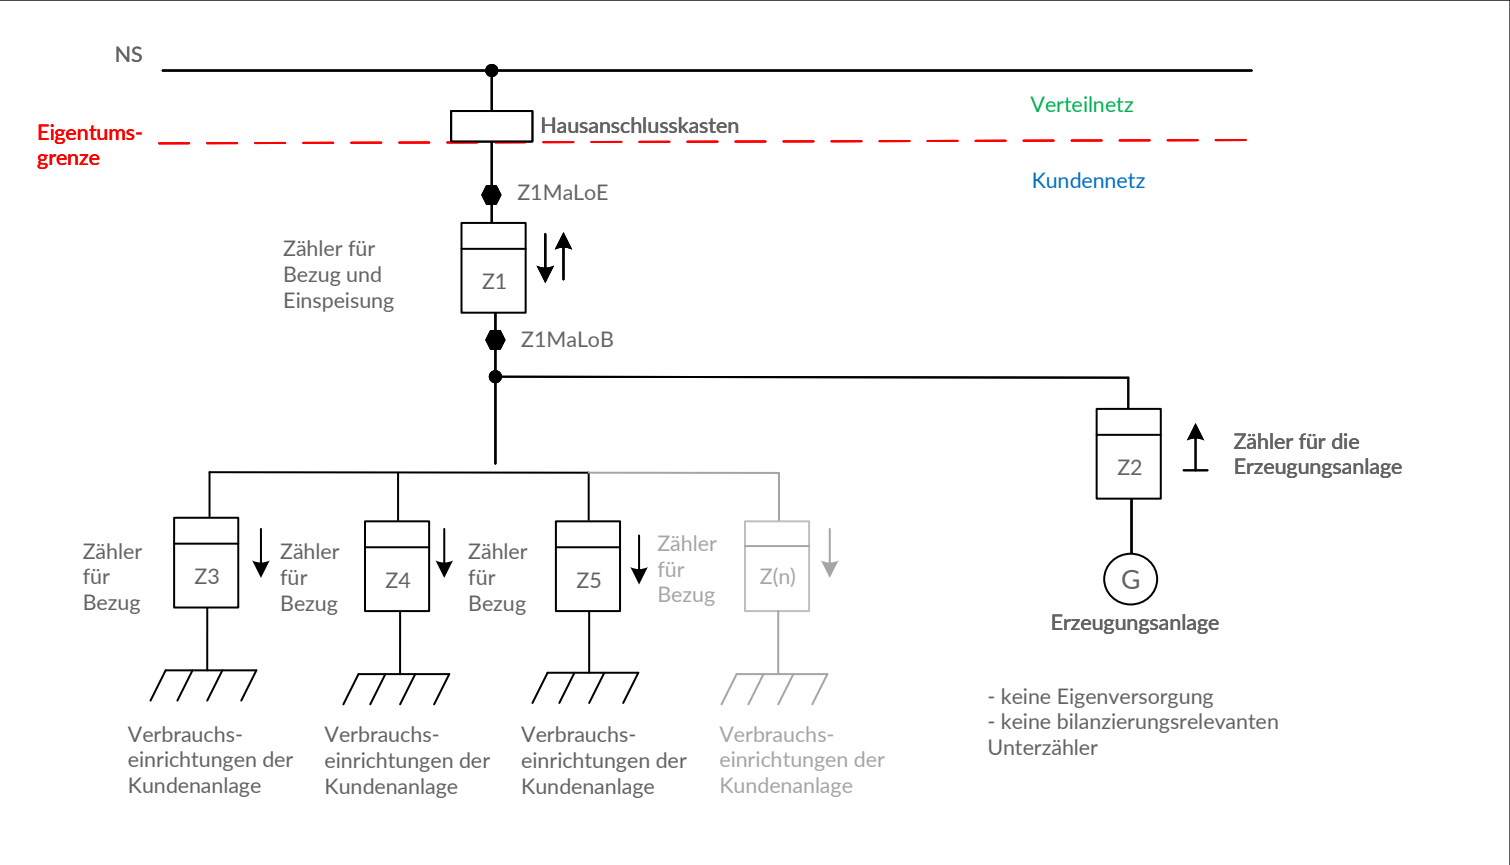 NS
Verteilnetz
Eigentums-
grenze
Hausanschlusskasten
Kundennetz
Z1MaLoE
Zähler für
Bezug und
Einspeisung
Z1
Z1MaLoB
Z2
Zähler für die
Erzeugungsanlage
Zähler
für
Bezug
Z3
Zähler
für
Bezug
Z4
Zähler
für
Bezug
Z5
Zähler
für
Bezug
Z(n)
G
Erzeugungsanlage
Verbrauchs-
einrichtungen der
Kundenanlage
Verbrauchs-
einrichtungen der
Kundenanlage
Verbrauchs-
einrichtungen der
Kundenanlage
Verbrauchs-
einrichtungen der
Kundenanlage
- keine Eigenversorgung
- keine bilanzierungsrelevanten
Unterzähler